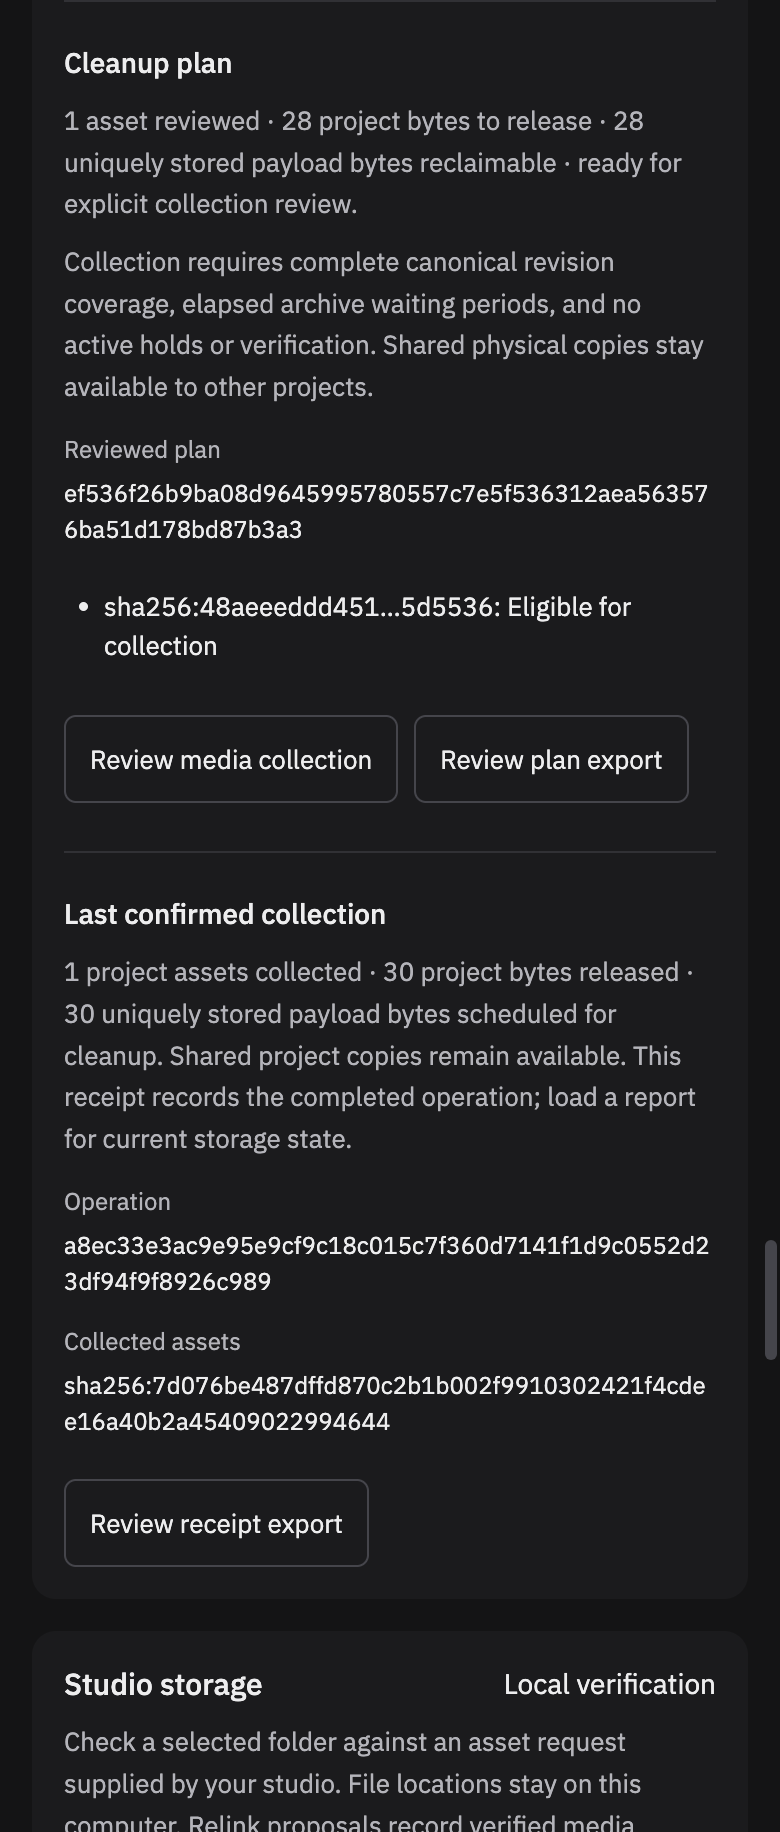 Cleanup plan
1 asset reviewed · 28 project bytes to release · 28
uniquely stored payload bytes reclaimable · ready for
explicit collection review.
Collection requires complete canonical revision
coverage, elapsed archive waiting periods, and no
active holds or verification. Shared physical copies stay
available to other projects.
Reviewed plan
ef536f26b9ba08d9645995780557c7e5f536312aea56357
6ba51d178bd87b3a3
• sha256:48aeeeddd451…5d5536: Eligible for
collection
Review media collection Review plan export
Last confirmed collection
1 project assets collected · 30 project bytes released ·
30 uniquely stored payload bytes scheduled for
cleanup. Shared project copies remain available. This
receipt records the completed operation; load a report
for current storage state.
Operation
a8ec33e3ac9e95e9cf9c18c015c7f360d7141f1d9c0552d2
3df94f9f8926c989
Collected assets
sha256:7d076be487dffd870c2b1b002f9910302421f4cde
e16a40b2a45409022994644
Review receipt export
Studio storage Local verification
Check a selected folder against an asset request
supplied by your studio. File locations stay on this
computer. Relink proposals record verified media